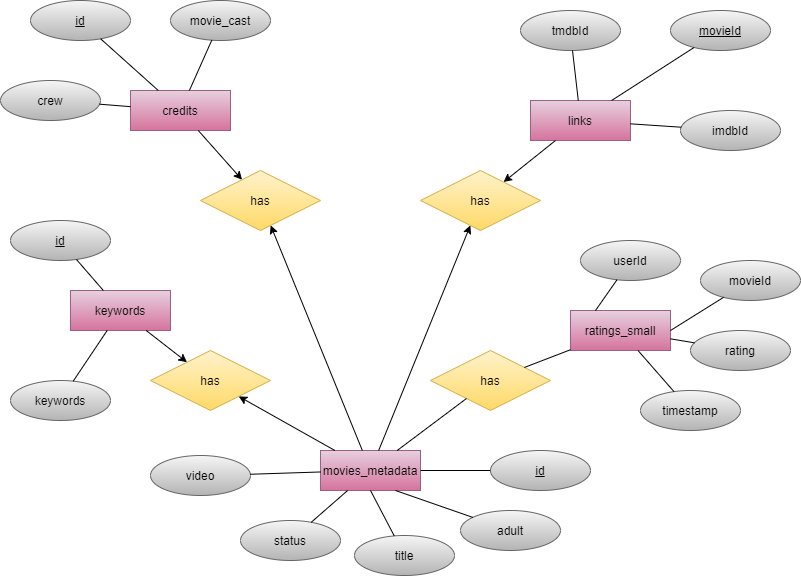 id
movie_cast
crew
credits
has
tmdbId
movieId
links
imdbId
has
id
keywords
keywords
has
userId
movieId
ratings_small
rating
has
timestamp
movies_metadata
id
video
status
title
adult